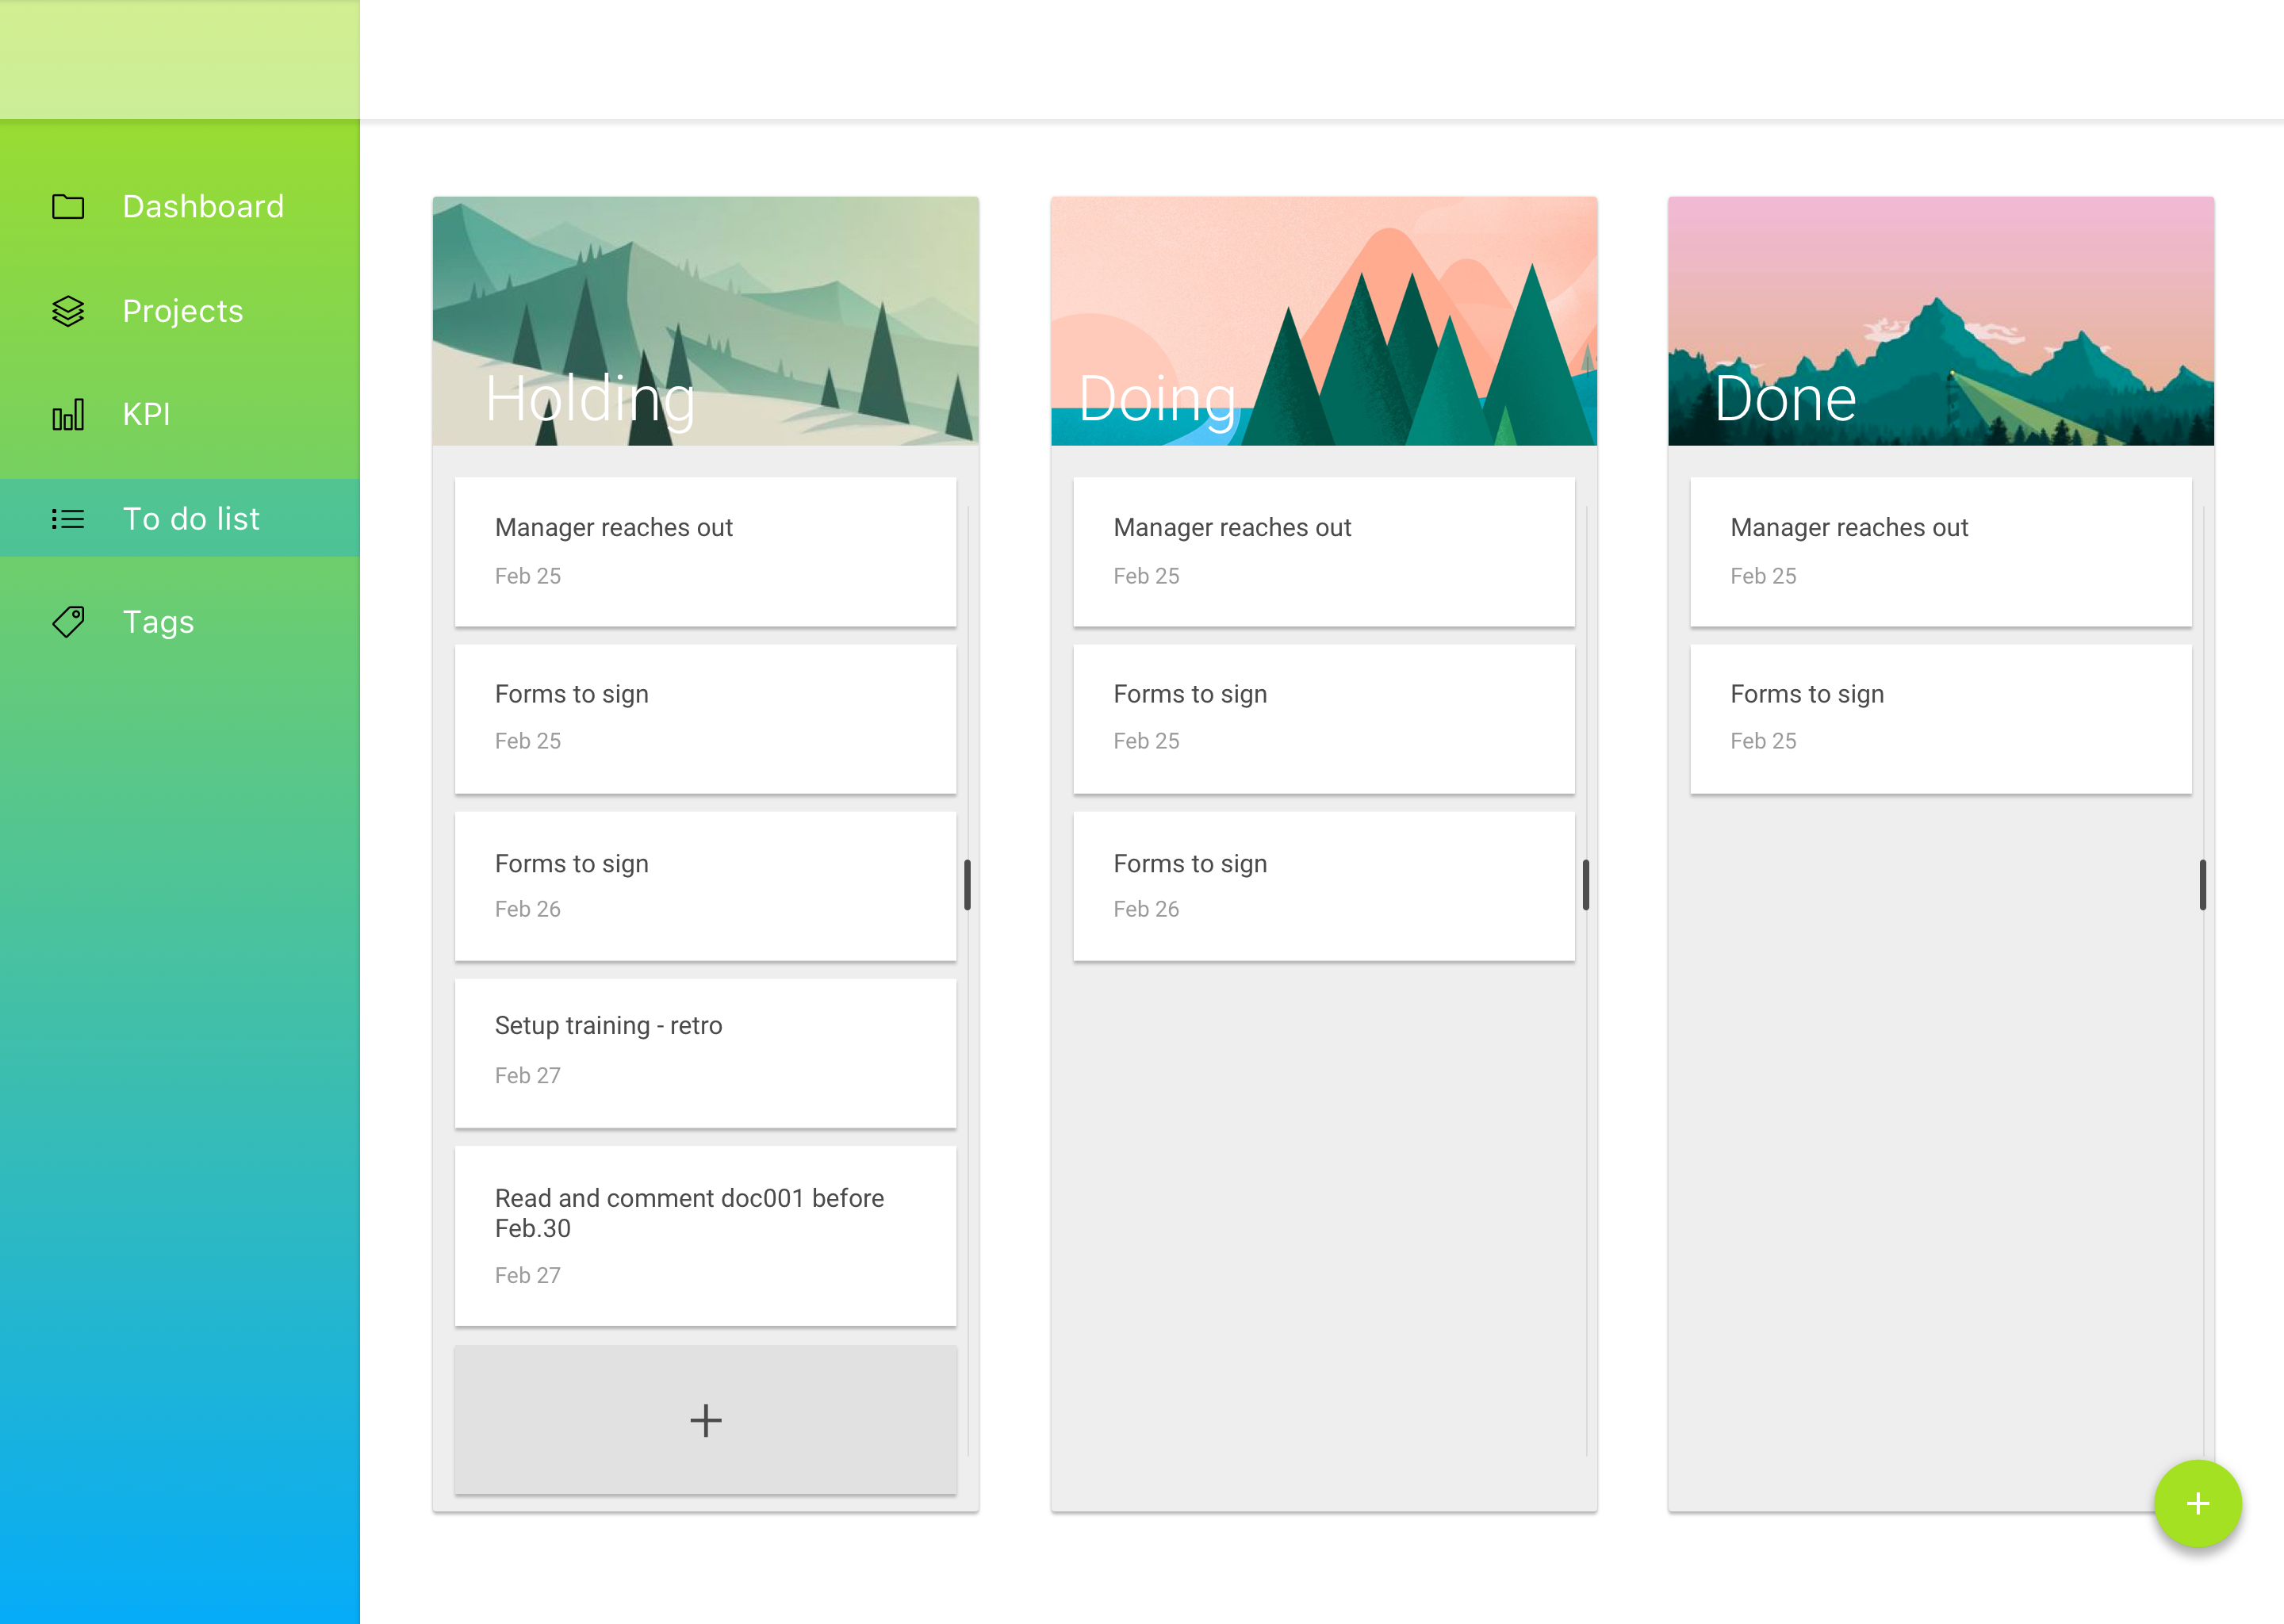 Dashboard
Projects
KPI
To do list
Tags
Holding
Manager reaches out
Feb 25
Forms to sign
Feb 25
Forms to sign
Feb 26
Setup training - retro
Feb 27
Read and comment doc001 before
Feb.30
Feb 27
Doing
Manager reaches out
Feb 25
Forms to sign
Feb 25
Forms to sign
Feb 26
Done
Manager reaches out
Feb 25
Forms to sign
Feb 25